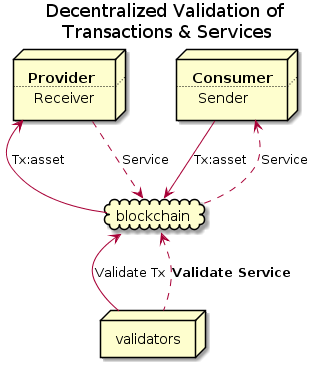 Decentralized Validation of
Transactions & Services
Provider
Receiver
Consumer
Sender
Tx:asset
Service
Tx:asset
Service
blockchain
Validate Tx
Validate Service
validators